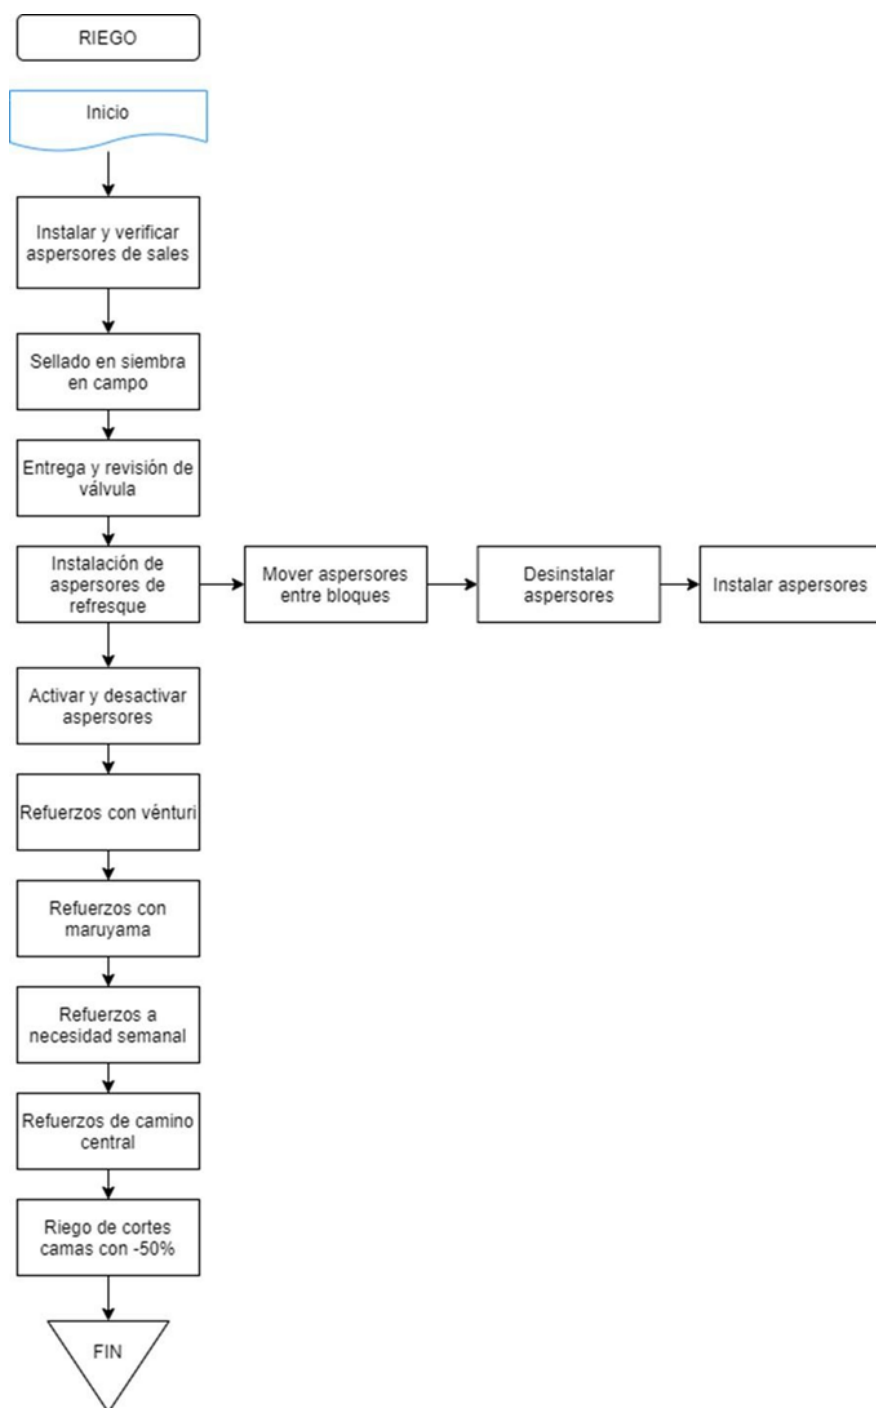 RIEGO
Inicio
Instalar y verificar
aspersores de sales
Sellado en siembra
en campo
Entrega y revisión de
válvula
Instalación de
aspersores de
refresque
Mover aspersores
entre bloques
Desinstalar
aspersores
Instalar aspersores
Activar y desactivar
aspersores
Refuerzos con vénturi
Refuerzos con
maruyama
Refuerzos a
necesidad semanal
Refuerzos de camino
central
Riego de cortes
camas con -50%
FIN